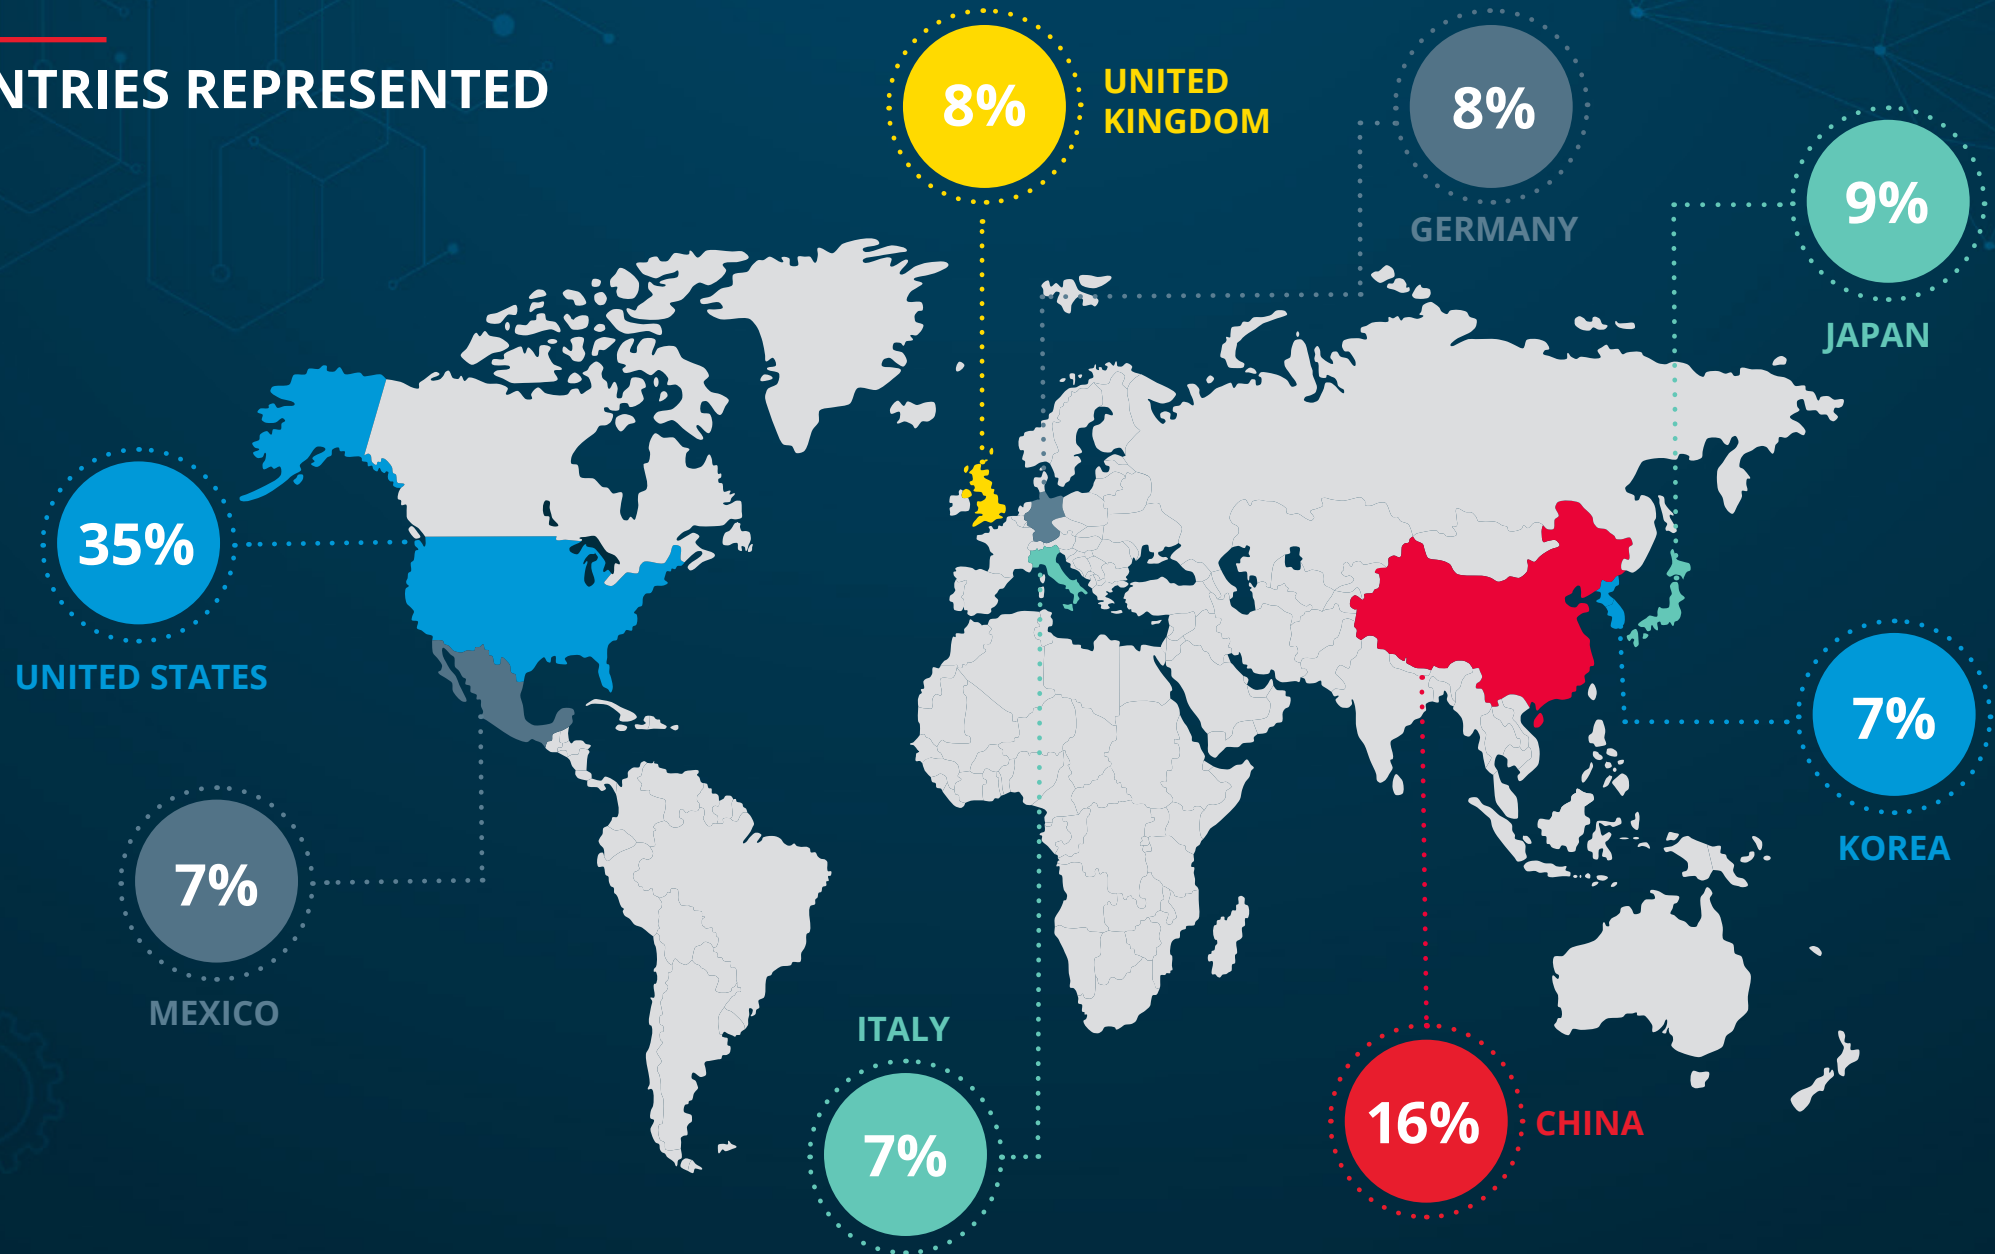 NTRIES REPRESENTED
8%
UNITED
KINGDOM
8%
GERMANY
9%
JAPAN
35%
UNITED STATES
7%
KOREA
7%
MEXICO
ITALY
7%
16%
CHINA